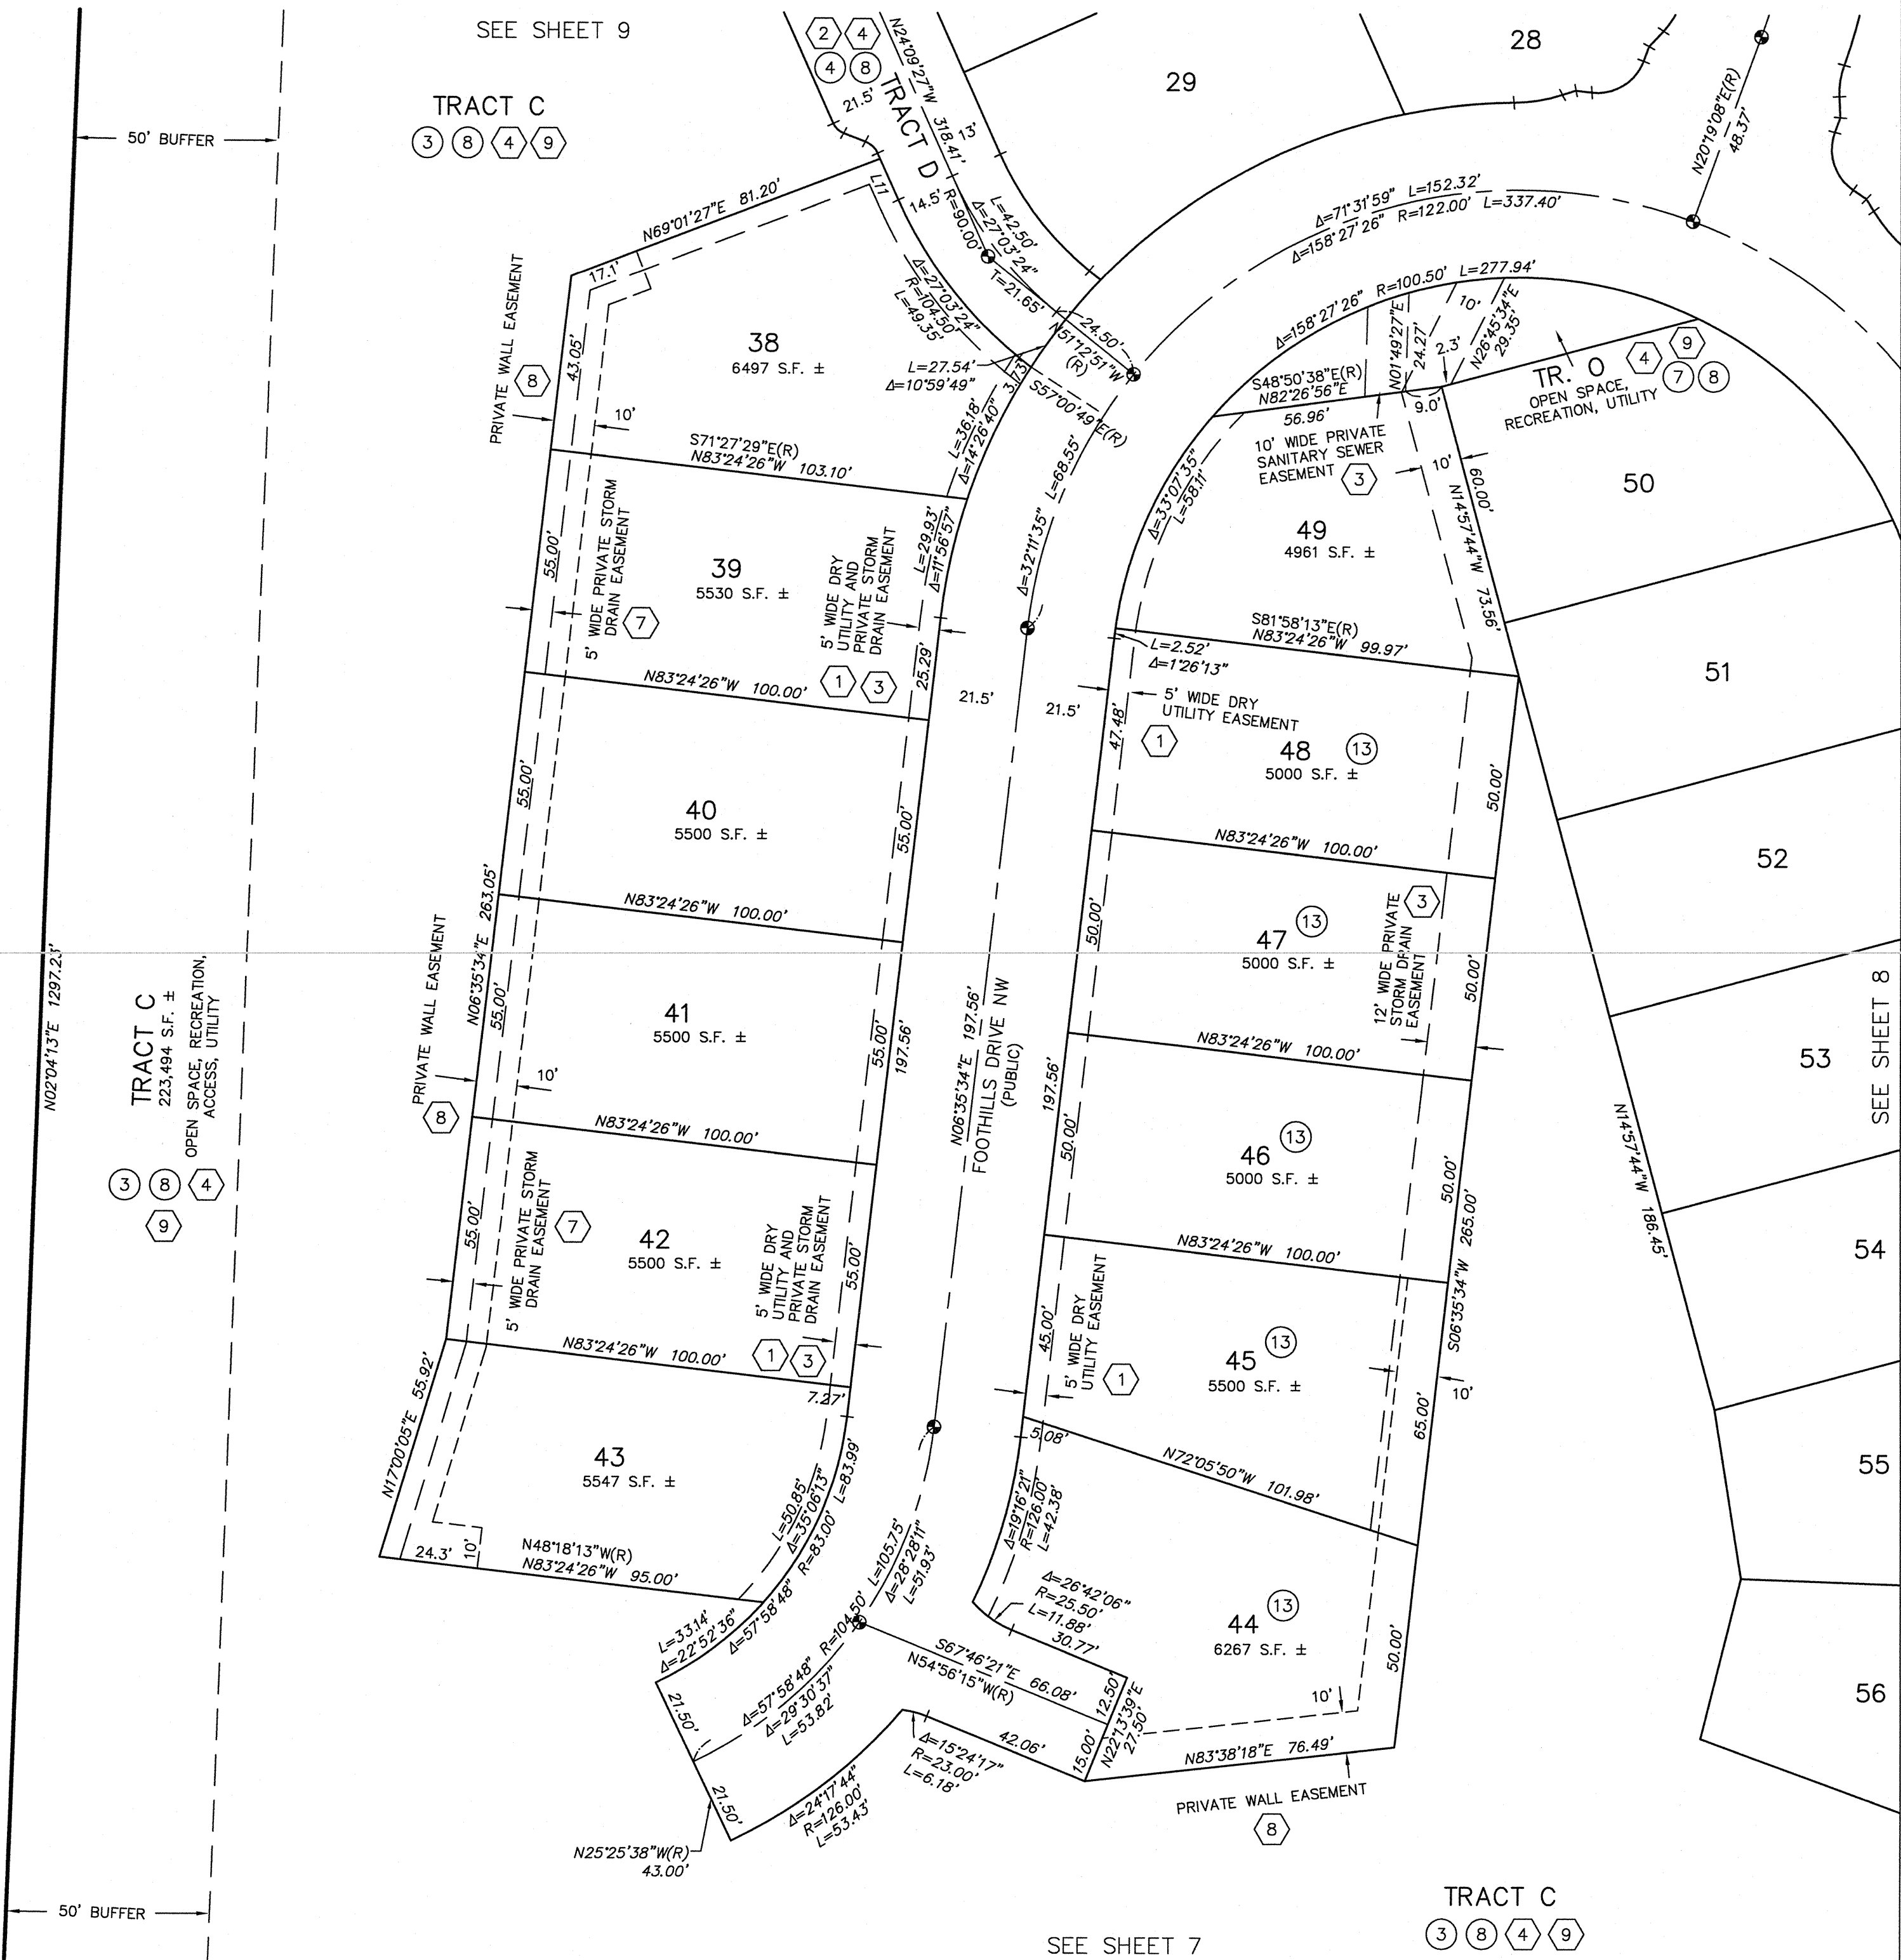 SEE SHEET 9
TRACT C
3 8 4 9
50' BUFFER
2 4
4 8
21.5'
TRACT D
N24°09'27"W 318.41'
13'
14.5'
L11
R=90.00'
Δ=27°03'24"
L=42.50'
T=21.65'
29
28
N20°19'08"E(R)
48.37'
Δ=71°31'59" L=152.32'
Δ=158°27'26" R=122.00' L=337.40'
Δ=158°27'26" R=100.50' L=277.94'
N69°01'27"E 81.20'
17.1'
PRIVATE WALL EASEMENT
8
43.05'
10'
38
6497 S.F. ±
Δ=27°03'24"
R=104.50'
L=49.35'
24.50'
N51°12'51"W
(R)
L=27.54'
Δ=10°59'49"
3.73'
S57°00'49"E(R)
L=36.18'
Δ=14°26'40"
S71°27'29"E(R)
N83°24'26"W 103.10'
Δ=32°11'35" L=68.55'
S48°50'38"E(R)
N82°26'56"E
56.96'
N01°49'27"E
24.27'
10'
2.3'
N26°45'34"E
29.35'
9.0'
TR. O
4 9
7 8
OPEN SPACE,
RECREATION, UTILITY
10' WIDE PRIVATE
SANITARY SEWER
EASEMENT
3
10'
60.00'
N14°57'44"W 73.56'
Δ=33°07'35"
L=58.11'
49
4961 S.F. ±
50
51
52
53
54
55
56
SEE SHEET 8
55.00'
5' WIDE PRIVATE STORM
DRAIN EASEMENT
7
39
5530 S.F. ±
5' WIDE DRY
UTILITY AND
PRIVATE STORM
DRAIN EASEMENT
1 3
L=29.93'
Δ=11°56'57"
25.29'
N83°24'26"W 100.00'
21.5'
21.5'
S81°58'13"E(R)
N83°24'26"W 99.97'
L=2.52'
Δ=1°26'13"
5' WIDE DRY
UTILITY EASEMENT
1
47.48'
48
13
5000 S.F. ±
50.00'
N83°24'26"W 100.00'
55.00'
40
5500 S.F. ±
55.00'
N83°24'26"W 100.00'
N06°35'34"E 263.05'
PRIVATE WALL EASEMENT
8
55.00'
10'
41
5500 S.F. ±
55.00'
197.56'
N83°24'26"W 100.00'
N06°35'34"E 197.56'
FOOTHILLS DRIVE NW
(PUBLIC)
50.00'
47
13
5000 S.F. ±
12' WIDE PRIVATE
STORM DRAIN
EASEMENT
3
50.00'
N83°24'26"W 100.00'
197.56'
50.00'
46
13
5000 S.F. ±
50.00'
S06°35'34"W 265.00'
N83°24'26"W 100.00'
N14°57'44"W 186.45'
N02°04'13"E 1297.23'
TRACT C
223,494 S.F. ±
OPEN SPACE, RECREATION,
ACCESS, UTILITY
3 8 4
9
55.00'
5' WIDE PRIVATE STORM
DRAIN EASEMENT
7
42
5500 S.F. ±
5' WIDE DRY
UTILITY AND
PRIVATE STORM
DRAIN EASEMENT
1 3
55.00'
N83°24'26"W 100.00'
7.27'
45.00'
5' WIDE DRY
UTILITY EASEMENT
1
45
13
5500 S.F. ±
10'
65.00'
5.08'
N72°05'50"W 101.98'
N17°00'05"E 55.92'
43
5547 S.F. ±
24.3'
10'
N48°18'13"W(R)
N83°24'26"W 95.00'
L=50.85'
Δ=35°06'13"
Δ=57°58'48" R=83.00' L=83.99'
L=33.14'
Δ=22°52'36"
Δ=57°58'48" R=104.50' L=105.75'
Δ=28°28'11"
L=51.93'
Δ=29°30'37"
L=53.82'
Δ=19°16'21"
R=126.00'
L=42.38'
Δ=26°42'06"
R=25.50'
L=11.88'
30.77'
44
13
6267 S.F. ±
50.00'
S67°46'21"E 66.08'
N54°56'15"W(R)
12.50'
15.00'
N22°13'39"E
27.50'
10'
N83°38'18"E 76.49'
PRIVATE WALL EASEMENT
8
42.06'
Δ=15°24'17"
R=23.00'
L=6.18'
Δ=24°17'44"
R=126.00'
L=53.43'
21.50'
21.50'
N25°25'38"W(R)
43.00'
50' BUFFER
TRACT C
3 8 4 9
SEE SHEET 7